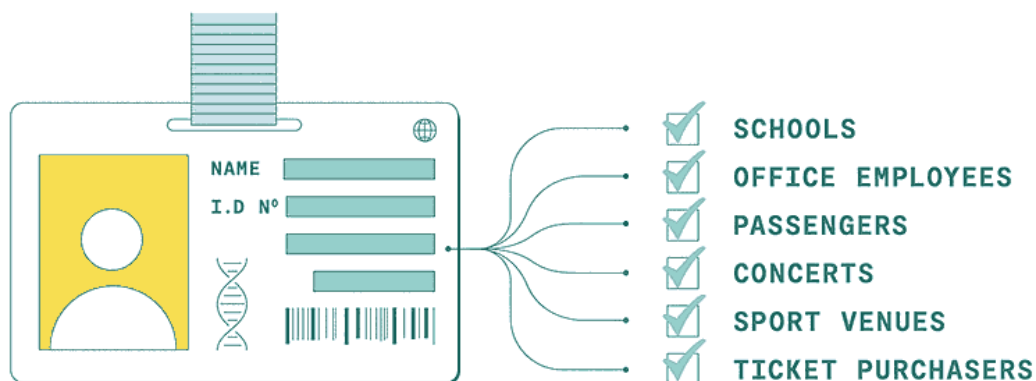 NAME
I.D Nº
SCHOOLS
OFFICE EMPLOYEES
PASSENGERS
CONCERTS
SPORT VENUES
TICKET PURCHASERS